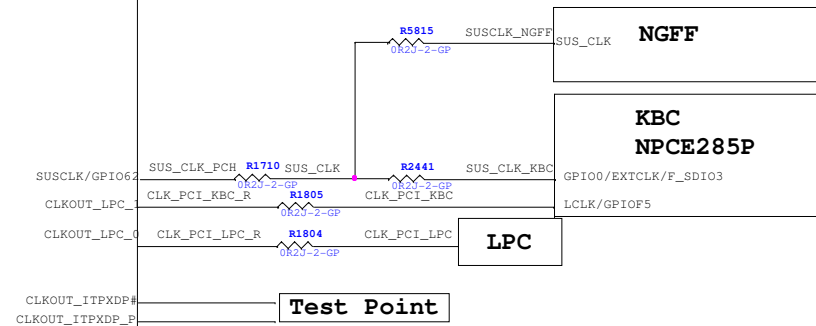 R5815
SUSCLK_NGFF
0R2J-2-GP
SUS_CLK
NGFF
KBC
NPCE285P
SUSCLK/GPIO62
SUS_CLK_PCH
R1710
SUS_CLK
0R2J-2-GP
R2441
SUS_CLK_KBC
0R2J-2-GP
GPIO0/EXTCLK/F_SDIO3
CLKOUT_LPC_1
CLK_PCI_KBC_R
R1805
0R2J-2-GP
CLK_PCI_KBC
LCLK/GPIOF5
CLKOUT_LPC_0
CLK_PCI_LPC_R
R1804
0R2J-2-GP
CLK_PCI_LPC
LPC
CLKOUT_ITPXDP#
CLKOUT_ITPXDP_P
Test Point